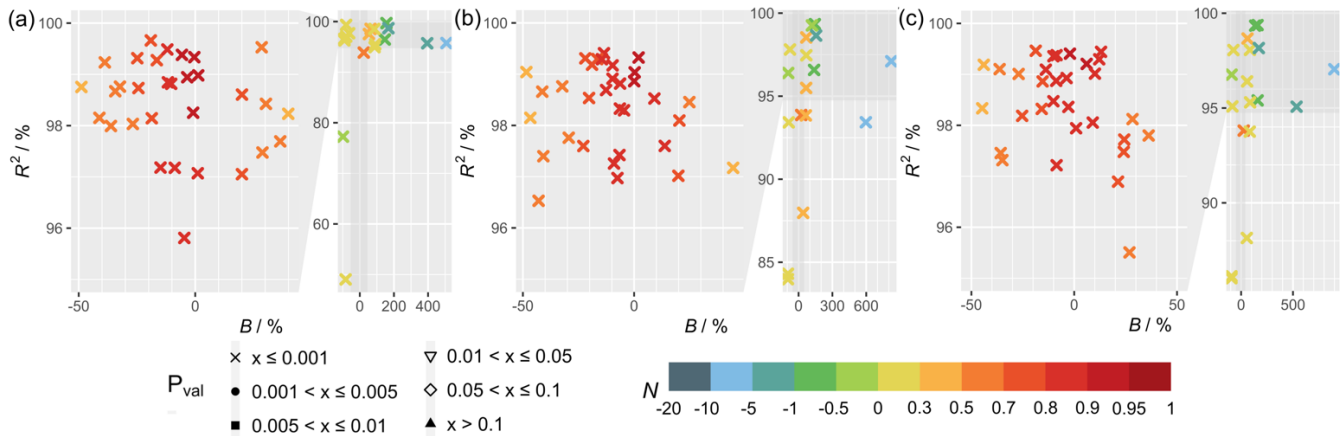 (a)
(b)
(c)
100%
98%
96%
R² / %
-50
0
B / %
100
80
60
0
200
400
100%
98%
96%
R² / %
-50
0
B / %
100
95
90
85
0
300
600
100%
98%
96%
R² / %
-50
0
50
B / %
100
95
90
0
500
P_val
x ≤ 0.001
0.001 < x ≤ 0.005
0.005 < x ≤ 0.01
0.01 < x ≤ 0.05
0.05 < x ≤ 0.1
x > 0.1
N
-20 -10 -5 -1 -0.5 0 0.3 0.5 0.7 0.8 0.9 0.95 1